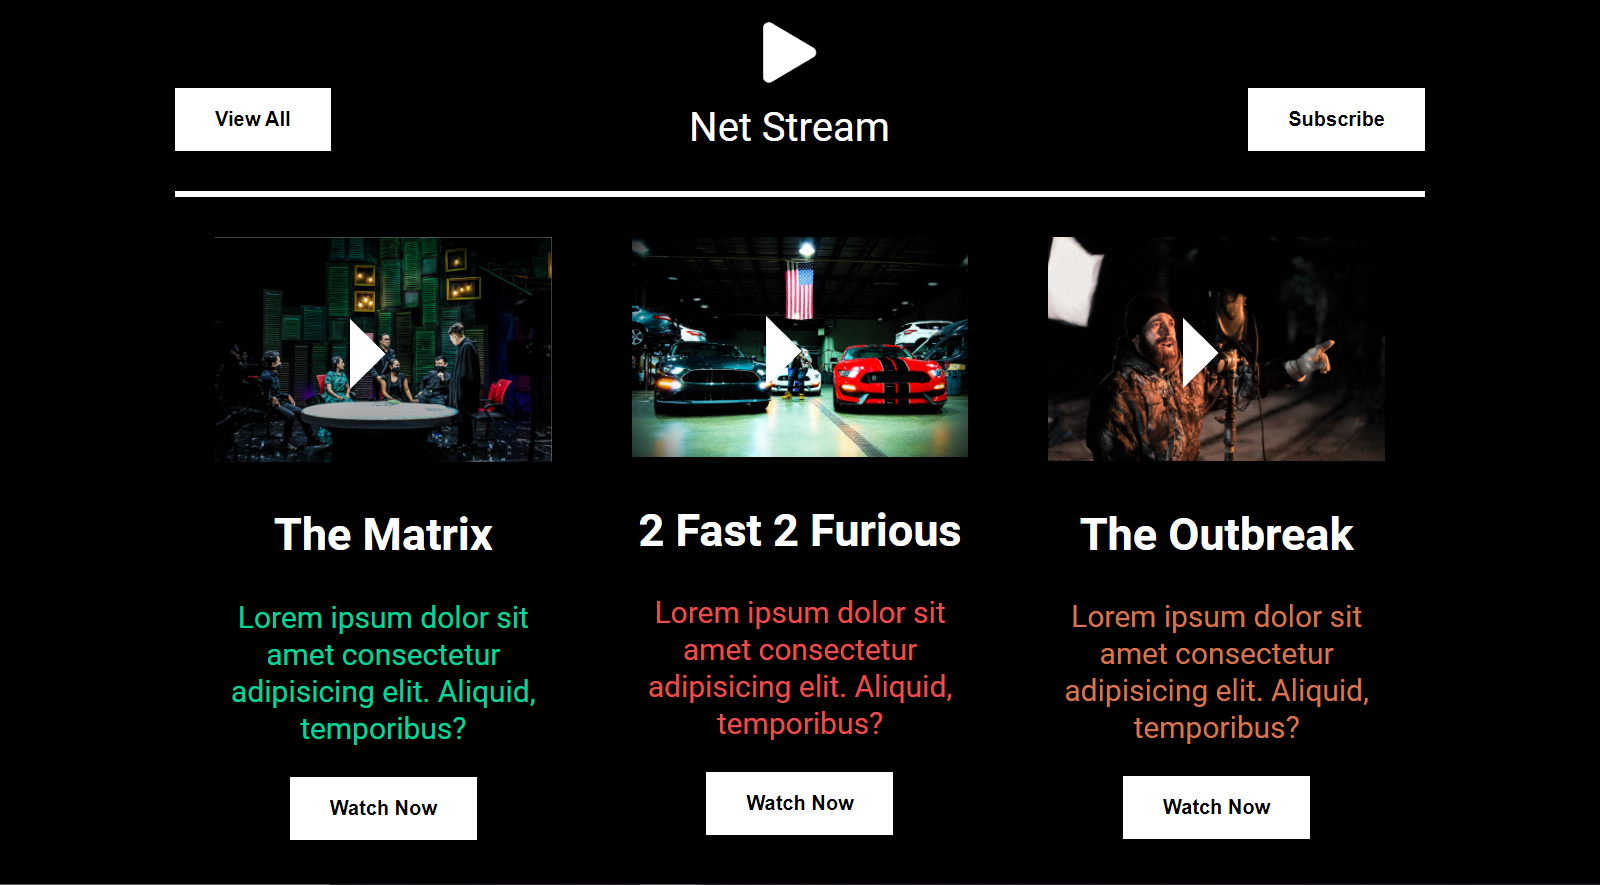 View All
Net Stream
Subscribe
The Matrix
Lorem ipsum dolor sit
amet consectetur
adipisicing elit. Aliquid,
temporibus?
Watch Now
2 Fast 2 Furious
Lorem ipsum dolor sit
amet consectetur
adipisicing elit. Aliquid,
temporibus?
Watch Now
The Outbreak
Lorem ipsum dolor sit
amet consectetur
adipisicing elit. Aliquid,
temporibus?
Watch Now